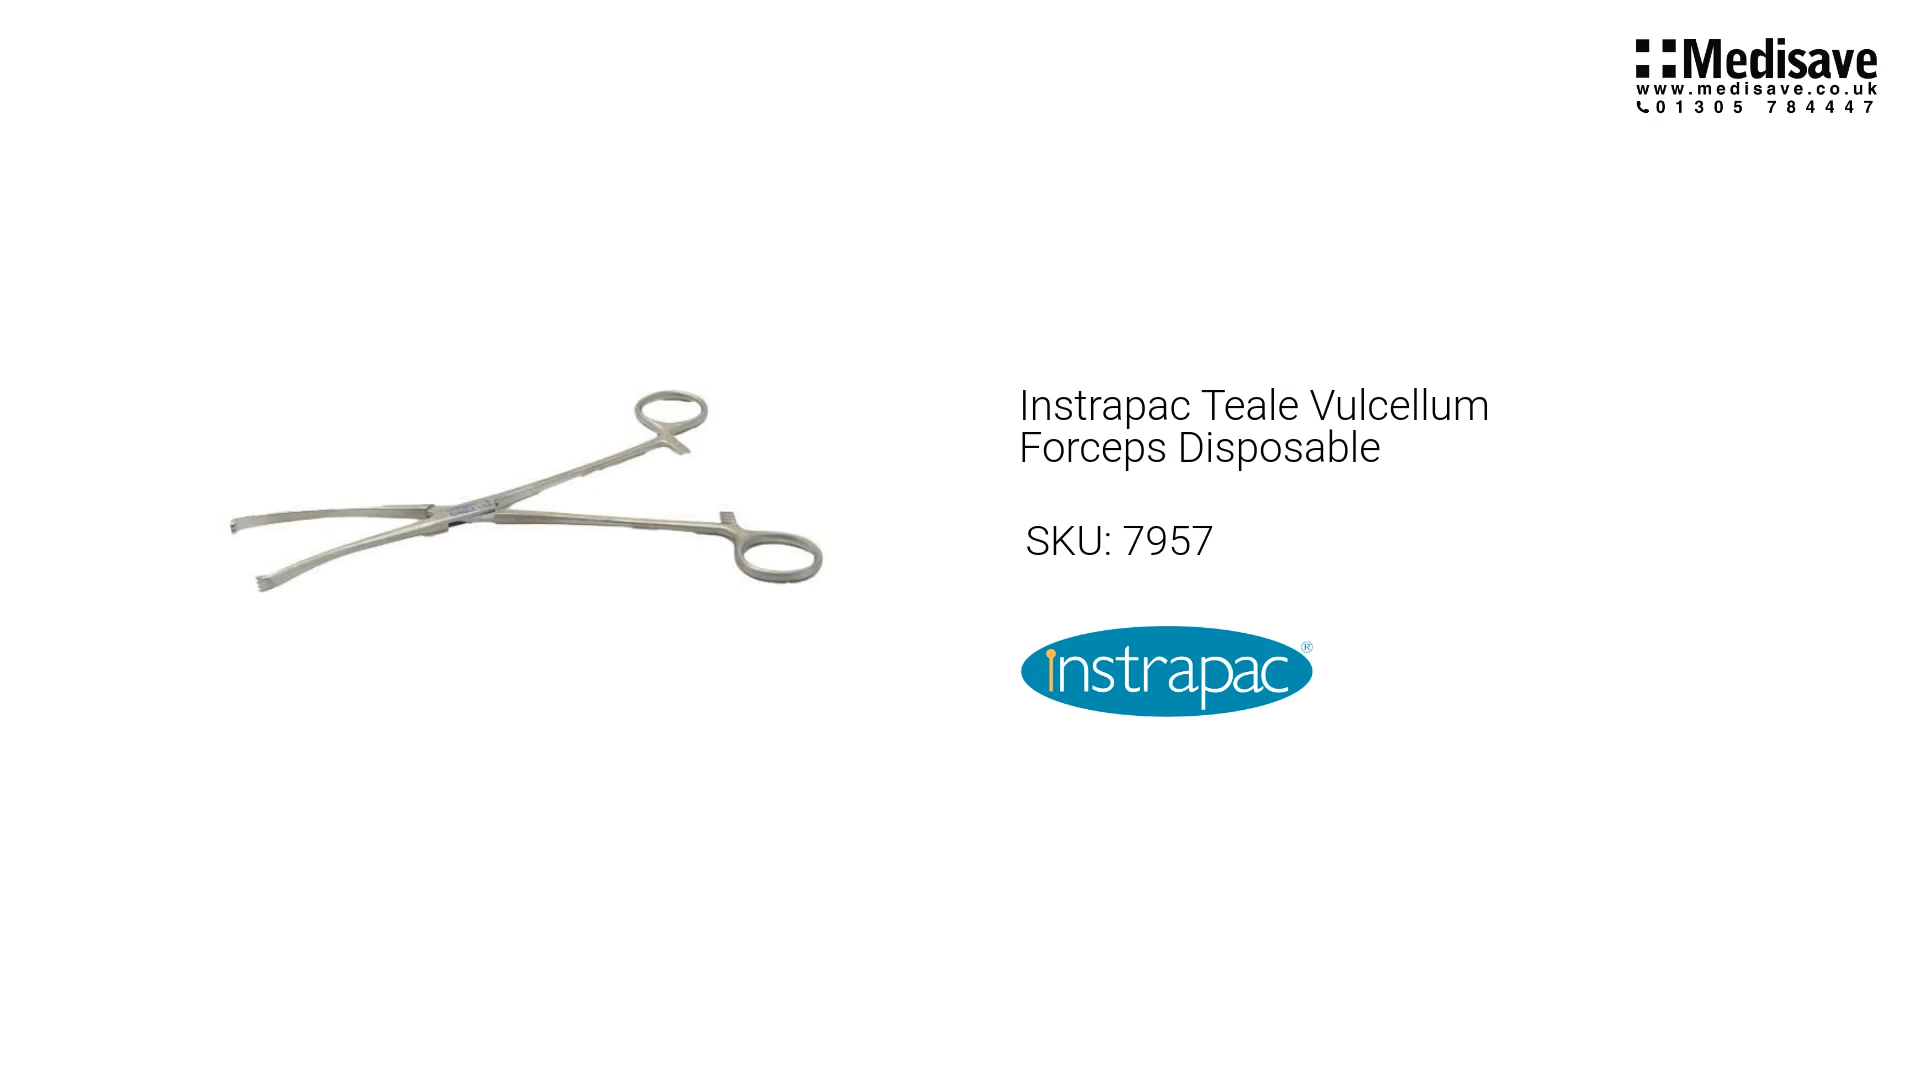 Medisave
www.medisave.co.uk
01305 784447
Instrapac Teale Vulcellum
Forceps Disposable
SKU: 7957
instrapac®